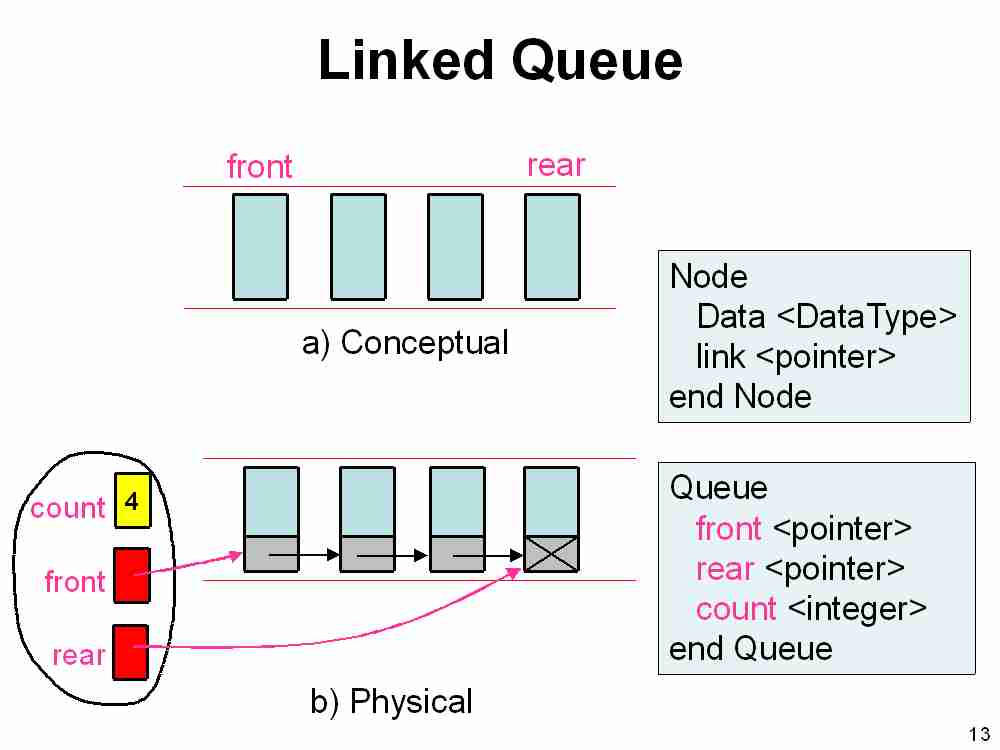 Linked Queue
front
rear
a) Conceptual
Node
Data <DataType>
link <pointer>
end Node
count 4
front
rear
b) Physical
Queue
front <pointer>
rear <pointer>
count <integer>
end Queue
13